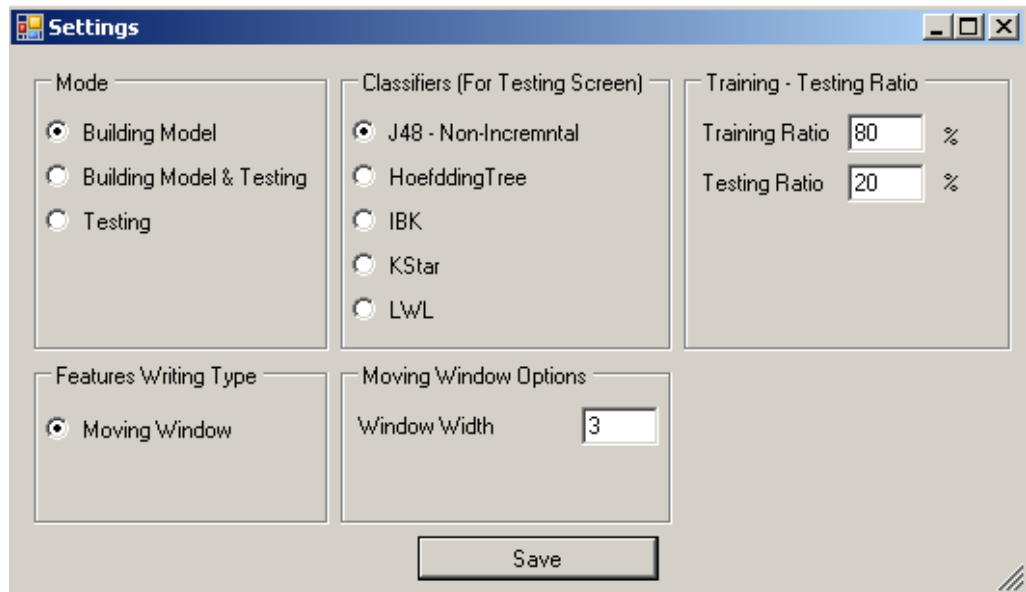 Settings
Mode
Building Model
Building Model & Testing
Testing
Classifiers (For Testing Screen)
J48 - Non-Incremntal
HoefddingTree
IBK
KStar
LWL
Training - Testing Ratio
Training Ratio 80 %
Testing Ratio 20 %
Features Writing Type
Moving Window
Moving Window Options
Window Width 3
Save